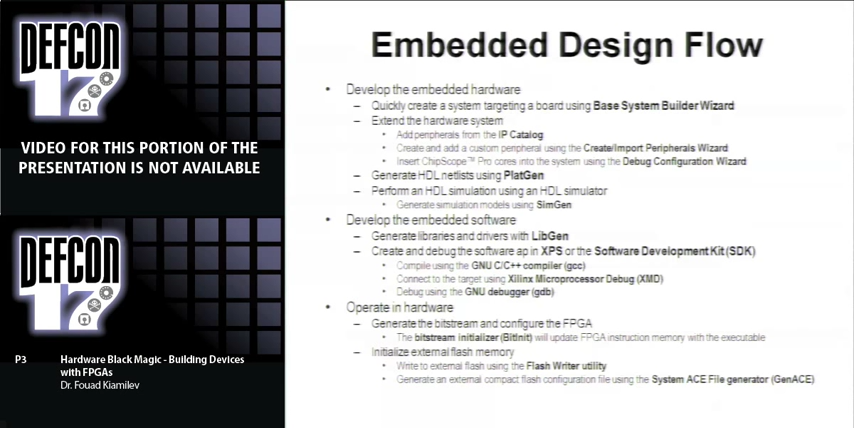 DEFCON
17
VIDEO FOR THIS PORTION OF THE
PRESENTATION IS NOT AVAILABLE
DEFCON
17
P3 Hardware Black Magic - Building Devices
with FPGAs
Dr. Fouad Kiamilev
Embedded Design Flow
• Develop the embedded hardware
– Quickly create a system targeting a board using Base System Builder Wizard
– Extend the hardware system
• Add peripherals from the IP Catalog
• Create and add a custom peripheral using the Create/Import Peripherals Wizard
• Insert ChipScope™ Pro cores into the system using the Debug Configuration Wizard
– Generate HDL netlists using PlatGen
– Perform an HDL simulation using an HDL simulator
• Generate simulation models using SimGen
• Develop the embedded software
– Generate libraries and drivers with LibGen
– Create and debug the software ap in XPS or the Software Development Kit (SDK)
• Compile using the GNU C/C++ compiler (gcc)
• Connect to the target using Xilinx Microprocessor Debug (XMD)
• Debug using the GNU debugger (gdb)
• Operate in hardware
– Generate the bitstream and configure the FPGA
• The bitstream initializer (BitInit) will update FPGA instruction memory with the executable
– Initialize external flash memory
• Write to external flash using the Flash Writer utility
• Generate an external compact flash configuration file using the System ACE File generator (GenACE)